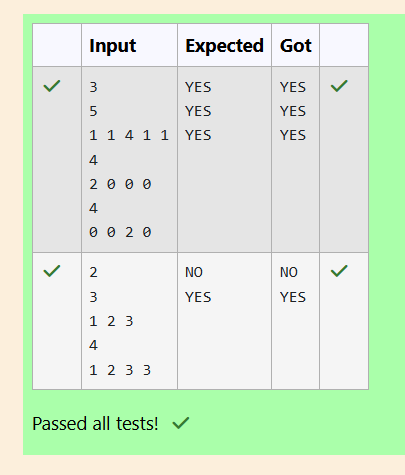 Input Expected Got
3 YES YES
5 YES YES
1 1 4 1 1 YES YES
4
2 0 0 0
4
0 0 2 0
2 NO NO
3 YES YES
1 2 3
4
1 2 3 3
Passed all tests!